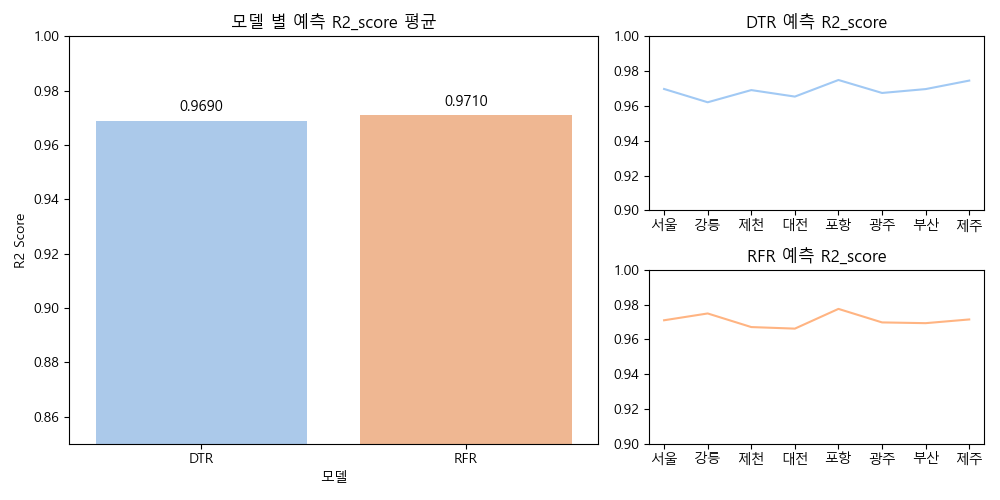 모델 별 예측 R2_score 평균
1.00
0.98
0.96
0.94
0.92
0.90
0.88
0.86
R2 Score
0.9690
0.9710
DTR
RFR
모델
DTR 예측 R2_score
1.00
0.98
0.96
0.94
0.92
0.90
서울 강릉 제천 대전 포항 광주 부산 제주
RFR 예측 R2_score
1.00
0.98
0.96
0.94
0.92
0.90
서울 강릉 제천 대전 포항 광주 부산 제주